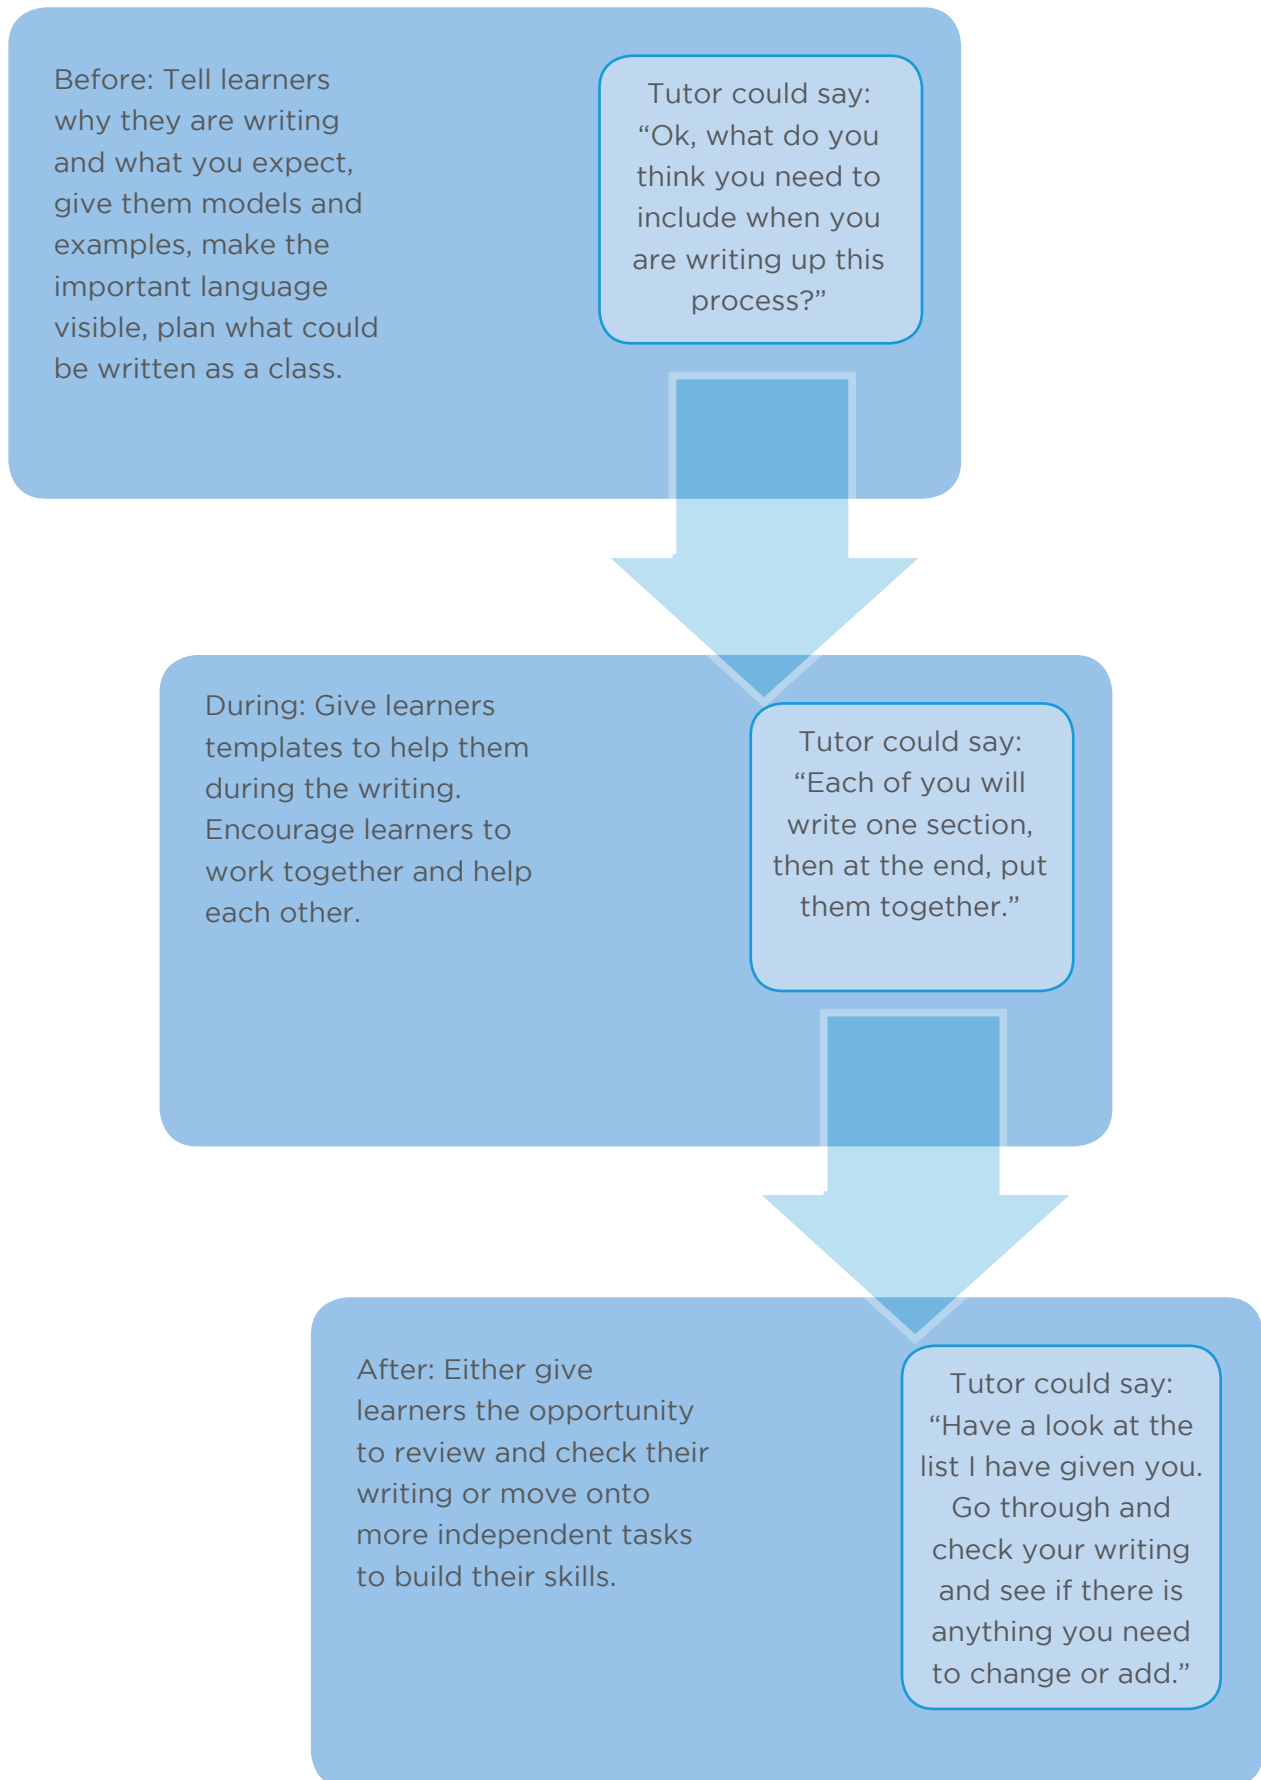 Before: Tell learners
why they are writing
and what you expect,
give them models and
examples, make the
important language
visible, plan what could
be written as a class.
Tutor could say:
“Ok, what do you
think you need to
include when you
are writing up this
process?”
During: Give learners
templates to help them
during the writing.
Encourage learners to
work together and help
each other.
Tutor could say:
“Each of you will
write one section,
then at the end, put
them together.”
After: Either give
learners the opportunity
to review and check their
writing or move onto
more independent tasks
to build their skills.
Tutor could say:
“Have a look at the
list I have given you.
Go through and
check your writing
and see if there is
anything you need
to change or add.”